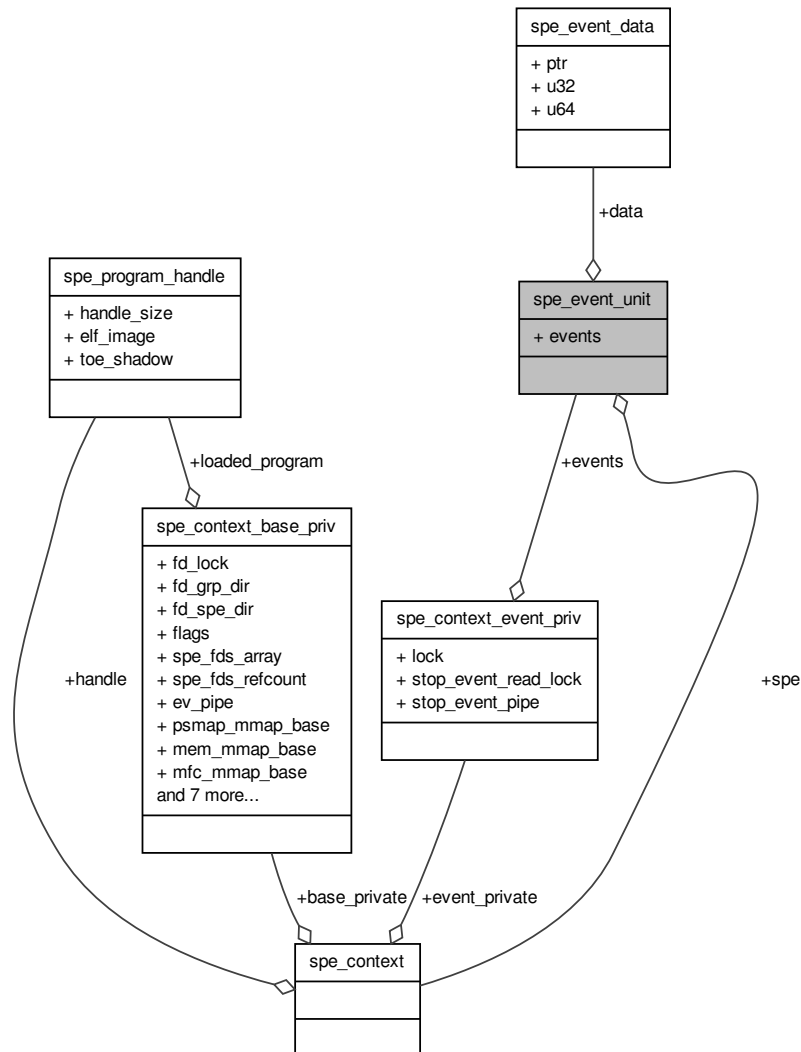 spe_event_data
+ ptr
+ u32
+ u64
+data
spe_program_handle
+ handle_size
+ elf_image
+ toe_shadow
spe_event_unit
+ events
+loaded_program
+events
spe_context_base_priv
+ fd_lock
+ fd_grp_dir
+ fd_spe_dir
+ flags
+ spe_fds_array
+ spe_fds_refcount
+ ev_pipe
+ psmap_mmap_base
+ mem_mmap_base
+ mfc_mmap_base
and 7 more...
spe_context_event_priv
+ lock
+ stop_event_read_lock
+ stop_event_pipe
+handle
+spe
+base_private
+event_private
spe_context